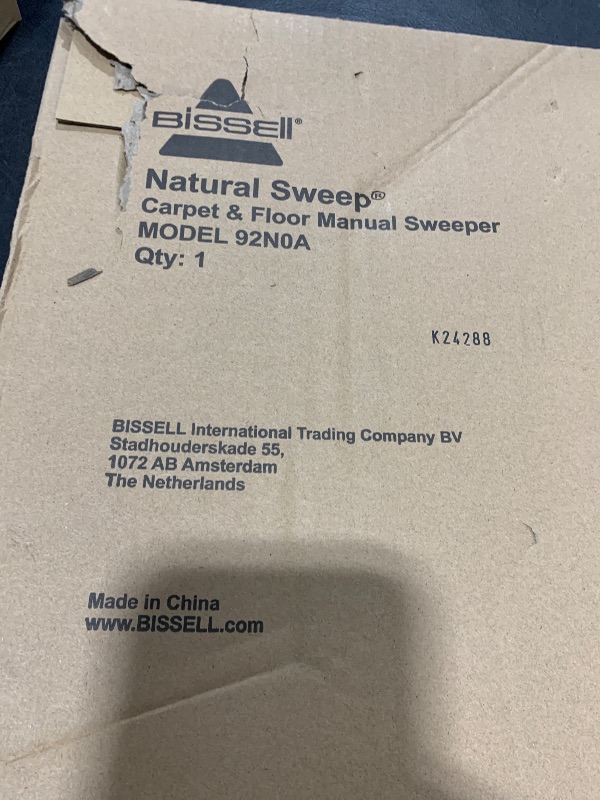 BISSELL®
Natural Sweep®
Carpet & Floor Manual Sweeper
MODEL 92N0A
Qty: 1
K24288
BISSELL International Trading Company BV
Stadhouderskade 55,
1072 AB Amsterdam
The Netherlands
Made in China
www.BISSELL.com